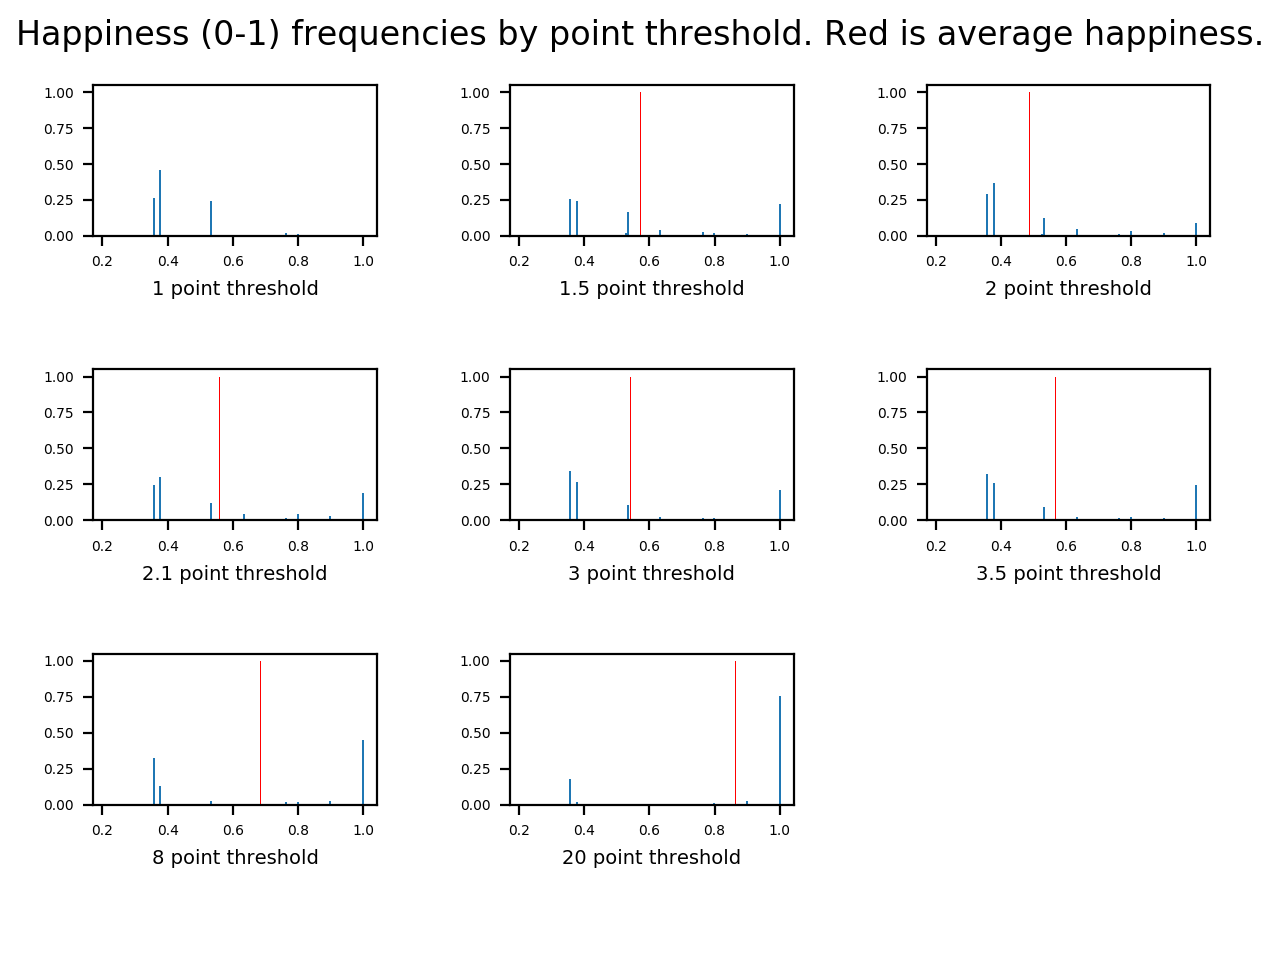 Happiness (0-1) frequencies by point threshold. Red is average happiness.
1.00 1.00 1.00
0.75 0.75 0.75
0.50 0.50 0.50
0.25 0.25 0.25
0.00 0.00 0.00
0.2 0.4 0.6 0.8 1.0 0.2 0.4 0.6 0.8 1.0 0.2 0.4 0.6 0.8 1.0
1 point threshold 1.5 point threshold 2 point threshold
1.00 1.00 1.00
0.75 0.75 0.75
0.50 0.50 0.50
0.25 0.25 0.25
0.00 0.00 0.00
0.2 0.4 0.6 0.8 1.0 0.2 0.4 0.6 0.8 1.0 0.2 0.4 0.6 0.8 1.0
2.1 point threshold 3 point threshold 3.5 point threshold
1.00 1.00
0.75 0.75
0.50 0.50
0.25 0.25
0.00 0.00
0.2 0.4 0.6 0.8 1.0 0.2 0.4 0.6 0.8 1.0
8 point threshold 20 point threshold